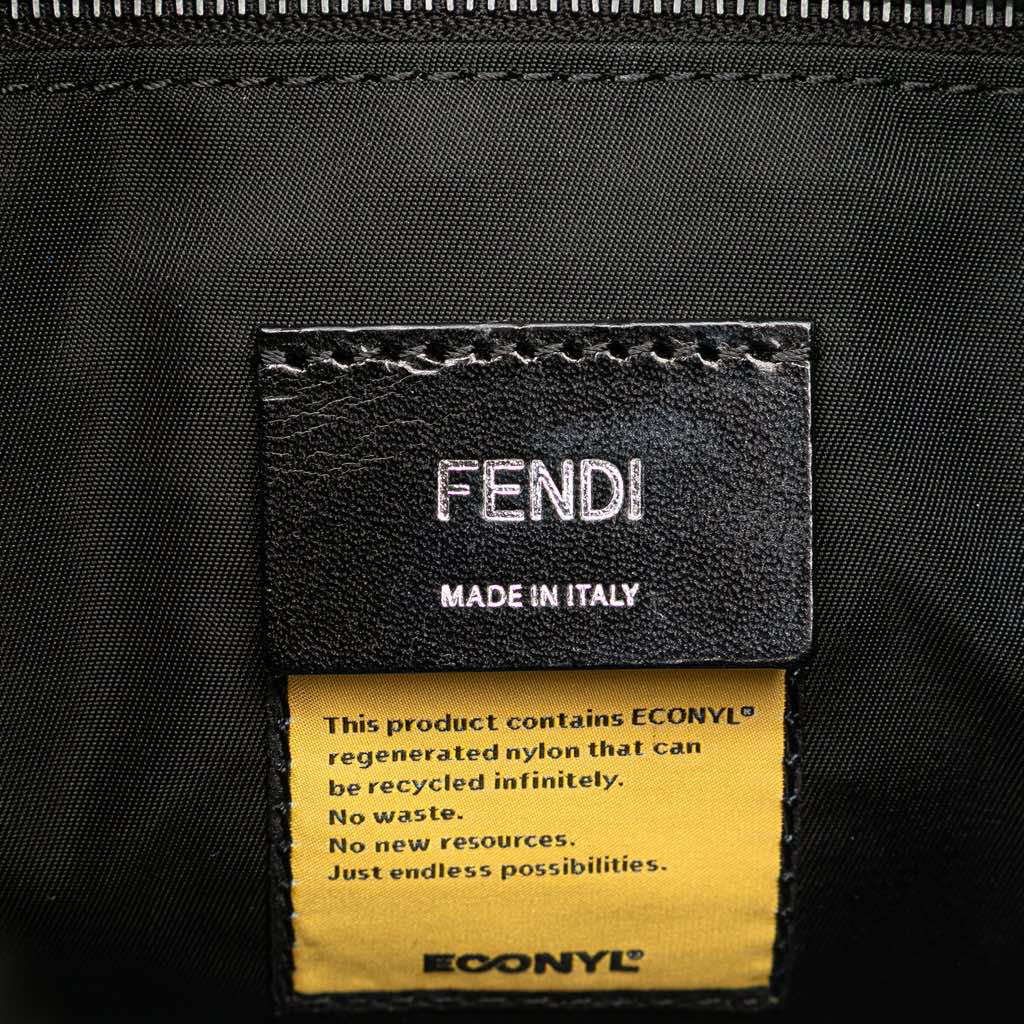 FENDI
MADE IN ITALY
This product contains ECONYL®
regenerated nylon that can
be recycled infinitely.
No waste.
No new resources.
Just endless possibilities.
ECONYL®